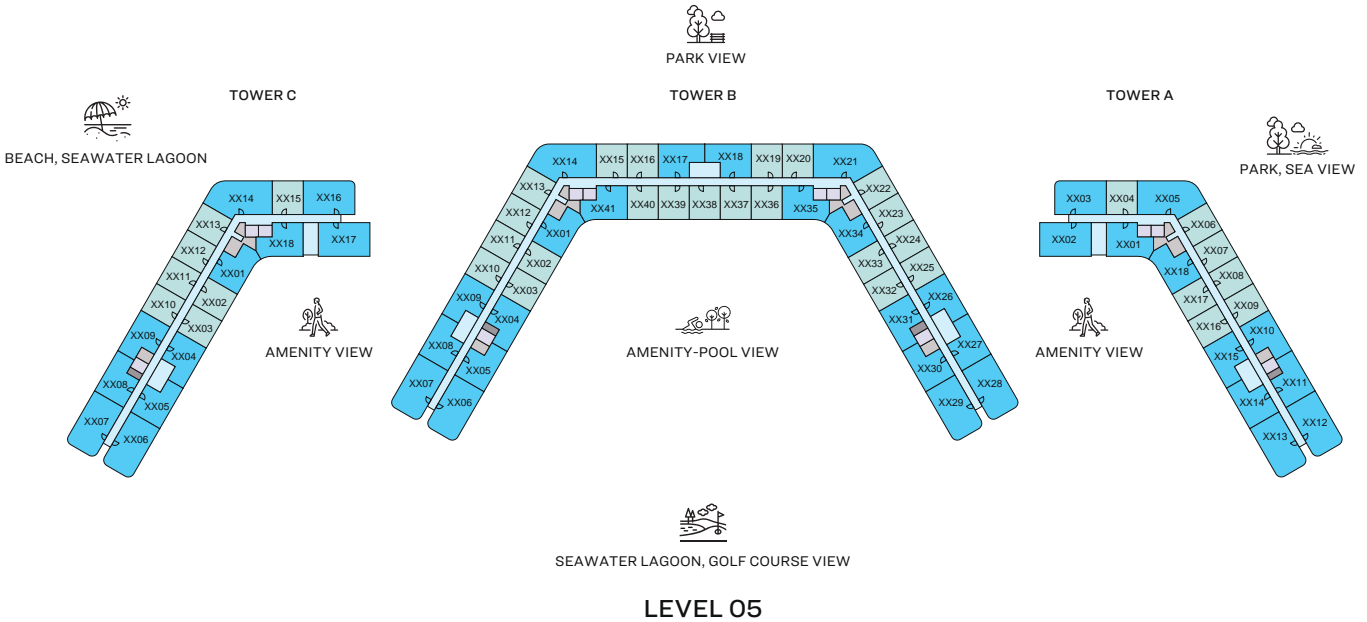 PARK VIEW
TOWER C
TOWER B
TOWER A
BEACH, SEAWATER LAGOON
PARK, SEA VIEW
XX14
XX15
XX16
XX13
XX12
XX11
XX10
XX09
XX08
XX07
XX17
XX18
XX01
XX02
XX03
XX04
XX05
XX06
AMENITY VIEW
XX14
XX15
XX16
XX17
XX18
XX19
XX20
XX21
XX13
XX12
XX11
XX10
XX09
XX08
XX07
XX41
XX40
XX39
XX38
XX37
XX36
XX35
XX01
XX02
XX03
XX04
XX05
XX06
XX22
XX23
XX24
XX25
XX26
XX27
XX28
XX34
XX33
XX32
XX31
XX30
XX29
AMENITY-POOL VIEW
XX03
XX04
XX05
XX02
XX01
XX06
XX07
XX08
XX09
XX10
XX11
XX12
XX18
XX17
XX16
XX15
XX14
XX13
AMENITY VIEW
SEAWATER LAGOON, GOLF COURSE VIEW
LEVEL 05